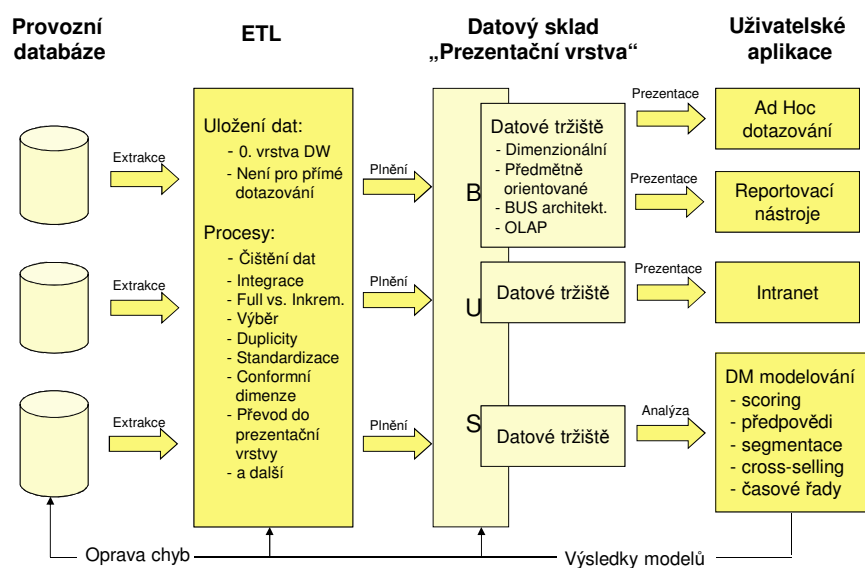 Provozní
databáze
ETL
Datový sklad
„Prezentační vrstva“
Uživatelské
aplikace
Extrakce
Extrakce
Extrakce
Uložení dat:
- 0. vrstva DW
- Není pro přímé
dotazování
Procesy:
- Čištění dat
- Integrace
- Full vs. Inkrem.
- Výběr
- Duplicity
- Standardizace
- Conformní
dimenze
- Převod do
prezentační
vrstvy
- a další
Plnění
Plnění
Plnění
B
U
S
Datové tržiště
- Dimenzionální
- Předmětně
orientované
- BUS architekt.
- OLAP
Datové tržiště
Datové tržiště
Prezentace
Prezentace
Prezentace
Analýza
Ad Hoc
dotazování
Reportovací
nástroje
Intranet
DM modelování
- scoring
- předpovědi
- segmentace
- cross-selling
- časové řady
Oprava chyb
Výsledky modelů